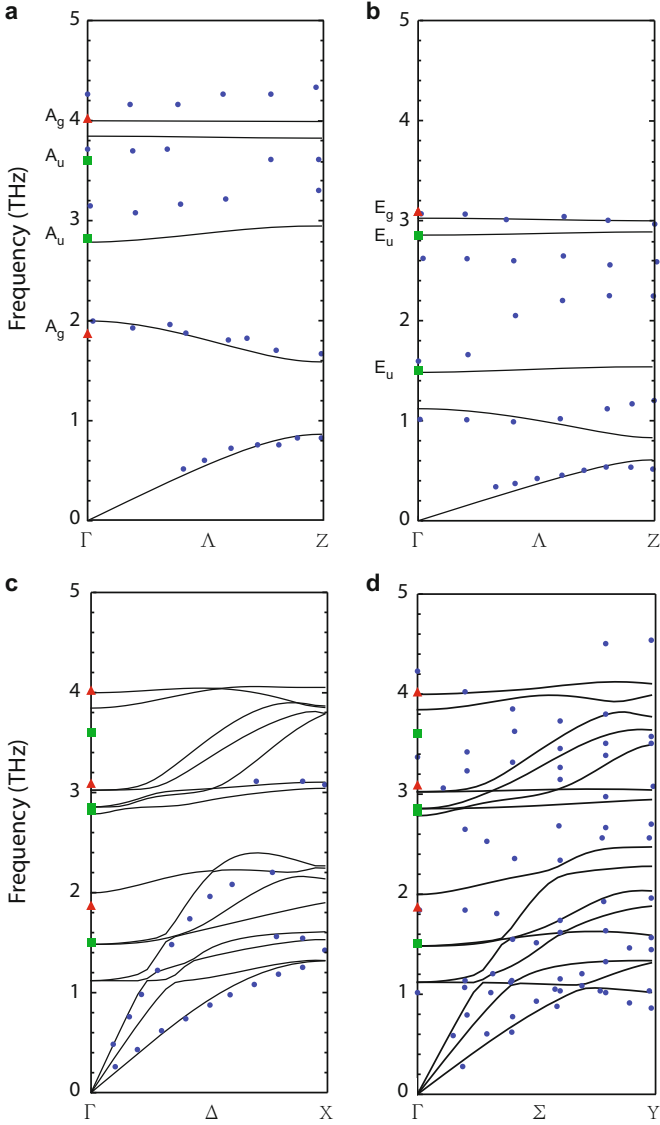 a
b
5
5
A_g 4
4
A_u
E_g 3
3
E_u
A_u
2
2
A_g
E_u
1
1
0
0
Frequency (THz)
Γ Λ Z
Γ Λ Z
c
d
5
5
4
4
3
3
2
2
1
1
0
0
Frequency (THz)
Γ Δ X
Γ Σ Y